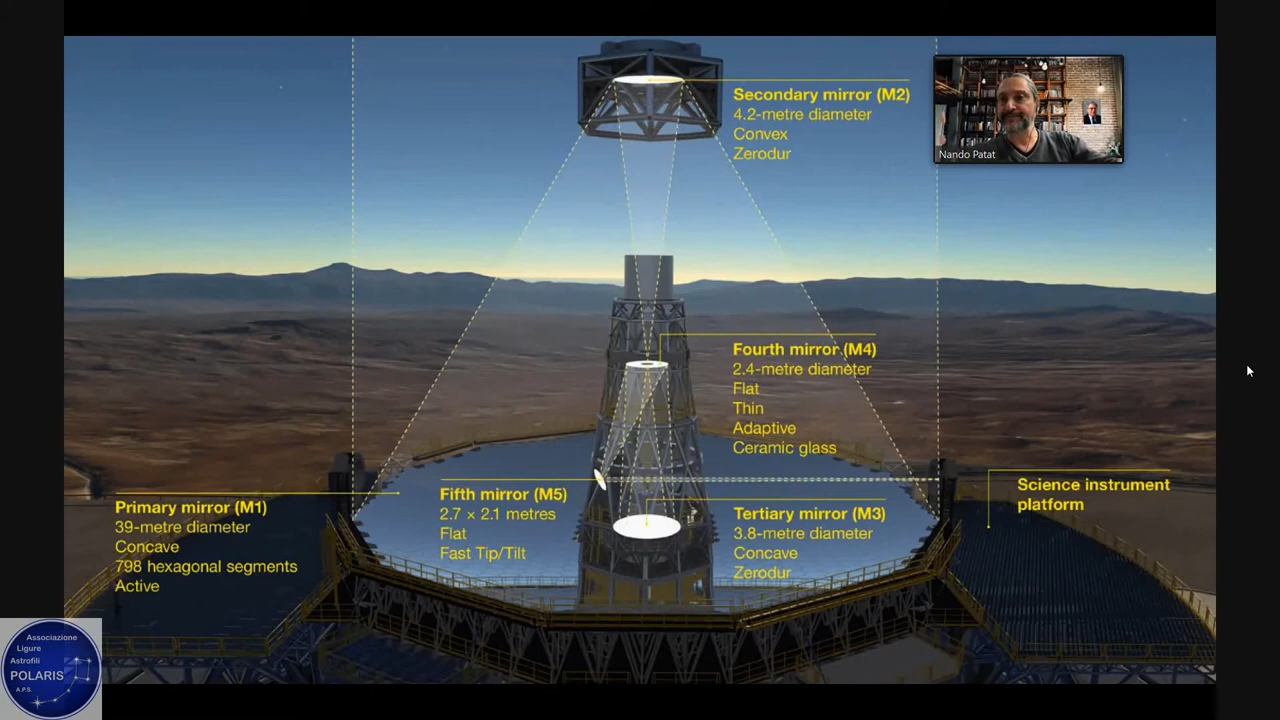 Secondary mirror (M2)
4.2-metre diameter
Convex
Zerodur
Nando Patat
Fourth mirror (M4)
2.4-metre diameter
Flat
Thin
Adaptive
Ceramic glass
Science instrument
platform
Fifth mirror (M5)
2.7 × 2.1 metres
Flat
Fast Tip/Tilt
Primary mirror (M1)
39-metre diameter
Concave
798 hexagonal segments
Active
Tertiary mirror (M3)
3.8-metre diameter
Concave
Zerodur
Associazione
Ligure
Astrofili
POLARIS
A.P.S.